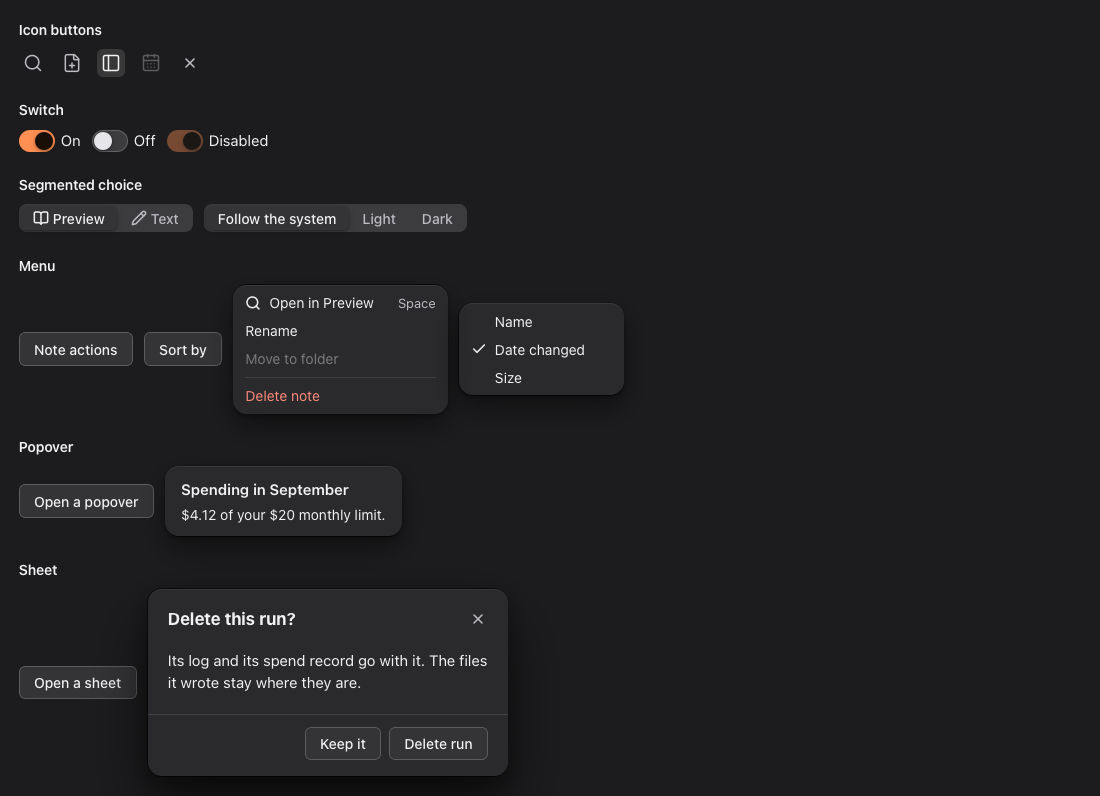 Icon buttons
Switch
On Off Disabled
Segmented choice
Preview Text Follow the system Light Dark
Menu
Note actions Sort by
Open in Preview Space
Rename
Move to folder
Delete note
Name
Date changed
Size
Popover
Open a popover
Spending in September
$4.12 of your $20 monthly limit.
Sheet
Open a sheet
Delete this run?
Its log and its spend record go with it. The files
it wrote stay where they are.
Keep it Delete run